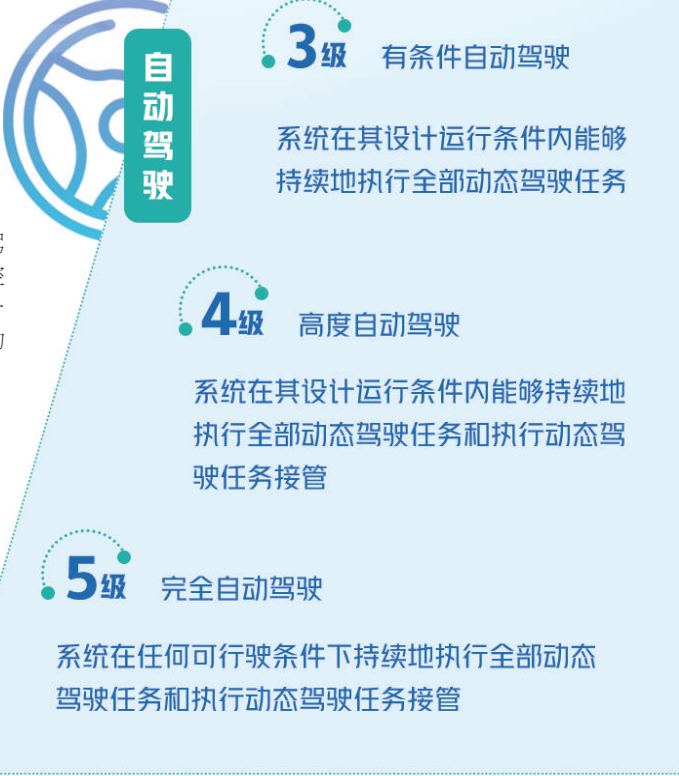 自动驾驶
3级 有条件自动驾驶
系统在其设计运行条件内能够
持续地执行全部动态驾驶任务
4级 高度自动驾驶
系统在其设计运行条件内能够持续地
执行全部动态驾驶任务和执行动态驾
驶任务接管
5级 完全自动驾驶
系统在任何可行驶条件下持续地执行全部动态
驾驶任务和执行动态驾驶任务接管